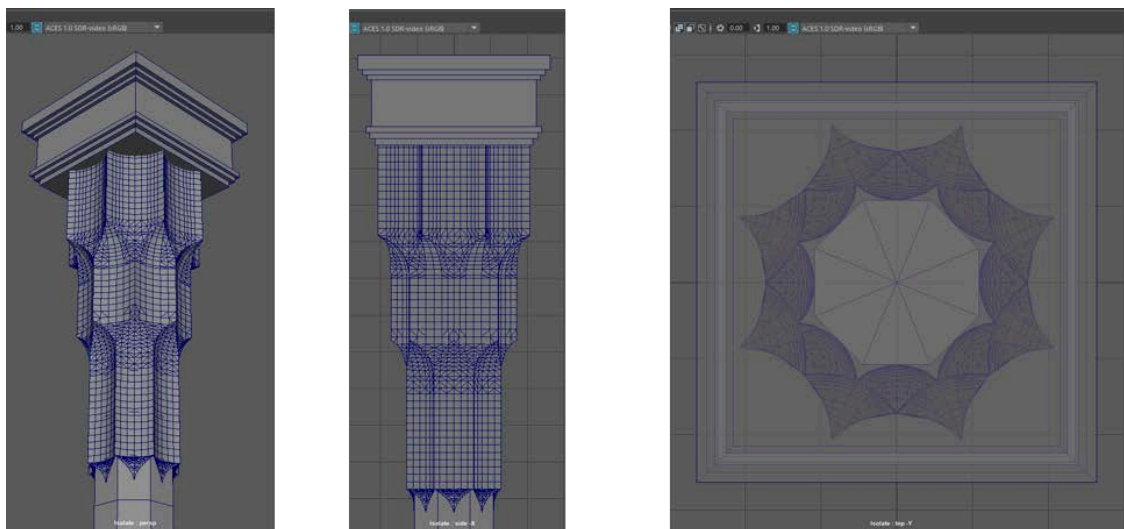 1.00 ACES 1.0 SDR-video (sRGB)
Isolate : persp
ACES 1.0 SDR-video (sRGB)
Isolate : side -X
0.00 1.00 ACES 1.0 SDR-video (sRGB)
Isolate : top -Y